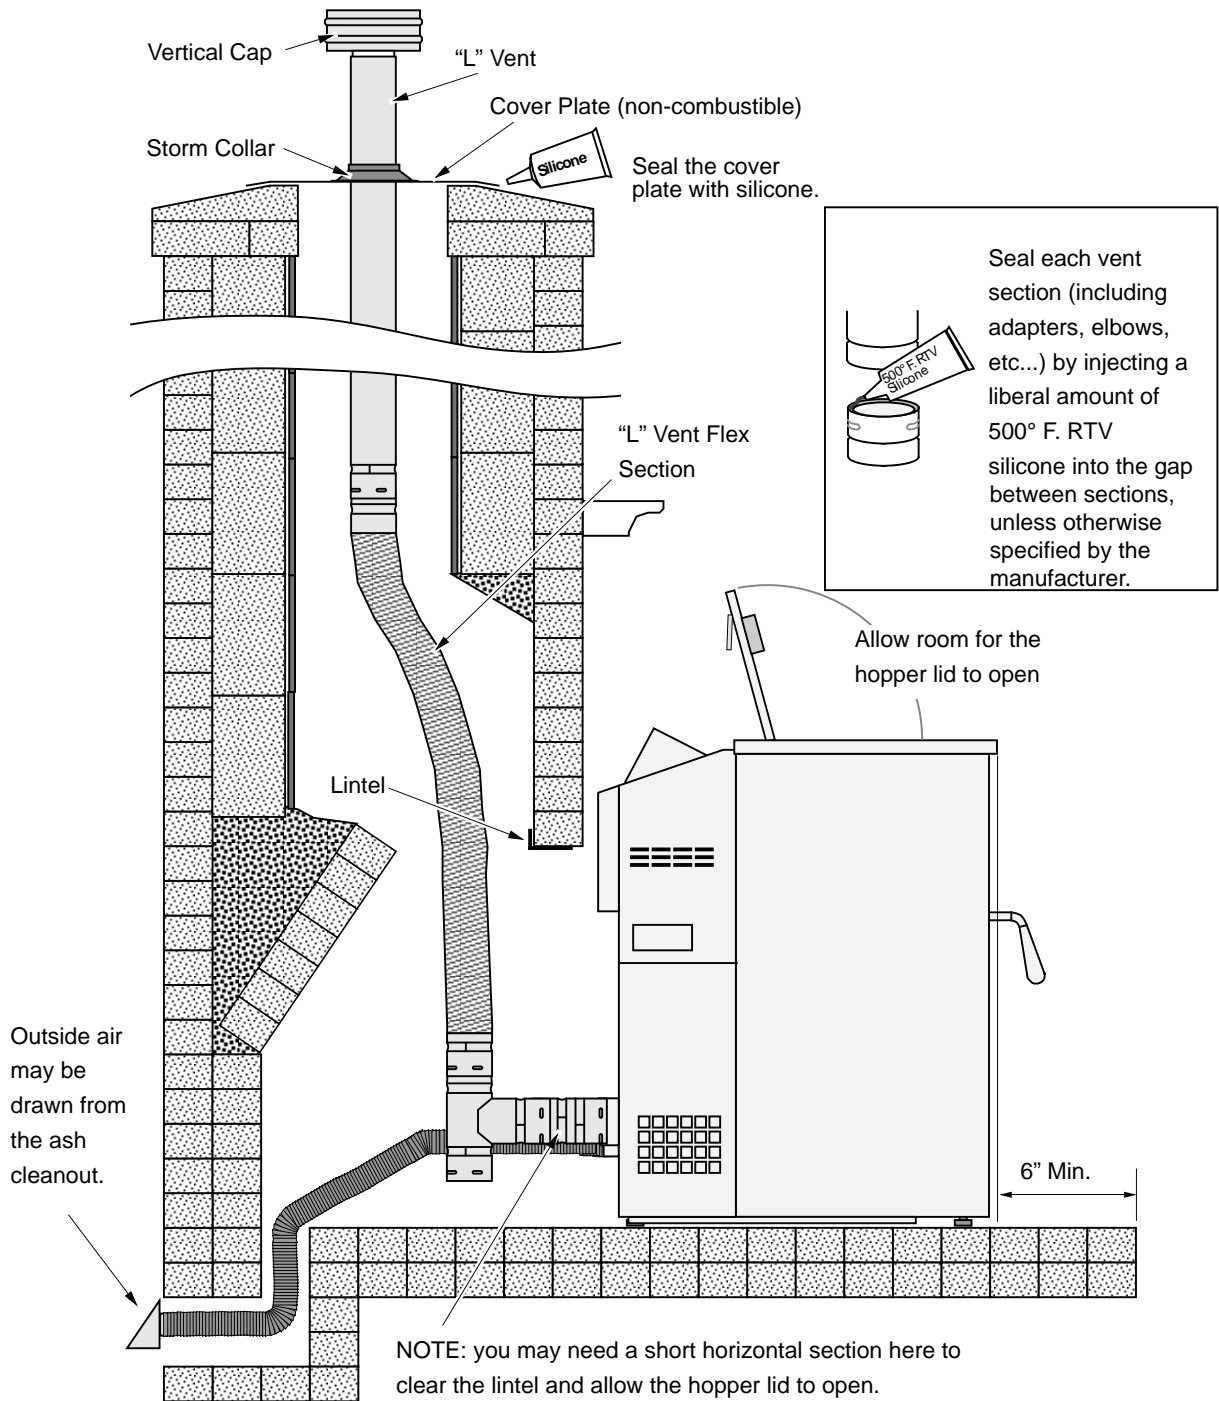 Vertical Cap
“L” Vent
Cover Plate (non-combustible)
Storm Collar
Silicone
Seal the cover
plate with silicone.
Seal each vent
section (including
adapters, elbows,
etc...) by injecting a
liberal amount of
500° F. RTV
silicone into the gap
between sections,
unless otherwise
specified by the
manufacturer.
500° F. RTV
Silicone
“L” Vent Flex
Section
Allow room for the
hopper lid to open
Lintel
Outside air
may be
drawn from
the ash
cleanout.
6” Min.
NOTE: you may need a short horizontal section here to
clear the lintel and allow the hopper lid to open.